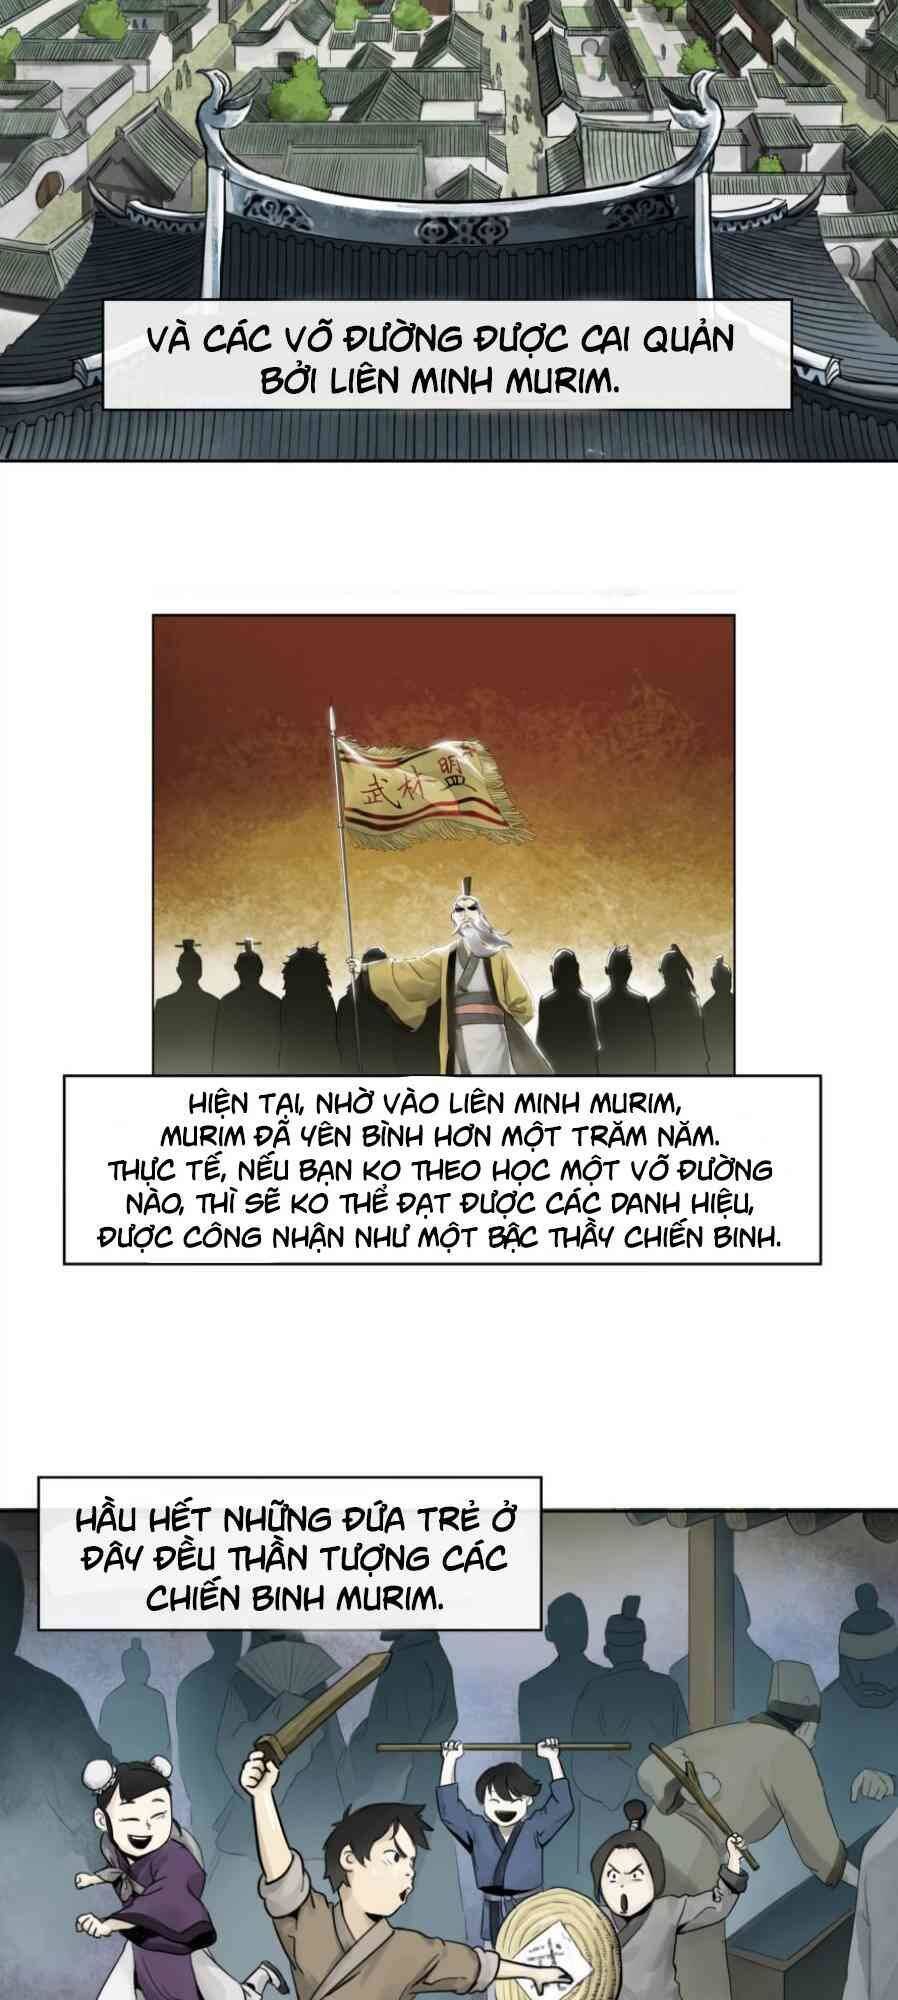 VÀ CÁC VÕ ĐƯỜNG ĐƯỢC CAI QUẢN
BỞI LIÊN MINH MURIM.
武林盟
HIỆN TẠI, NHỜ VÀO LIÊN MINH MURIM,
MURIM ĐÃ YÊN BÌNH HƠN MỘT TRĂM NĂM.
THỰC TẾ, NẾU BẠN KO THEO HỌC MỘT VÕ ĐƯỜNG
NÀO, THÌ SẼ KO THỂ ĐẠT ĐƯỢC CÁC DANH HIỆU,
ĐƯỢC CÔNG NHẬN NHƯ MỘT BẬC THẦY CHIẾN BINH.
HẦU HẾT NHỮNG ĐỨA TRẺ Ở
ĐÂY ĐỀU THẦN TƯỢNG CÁC
CHIẾN BINH MURIM.